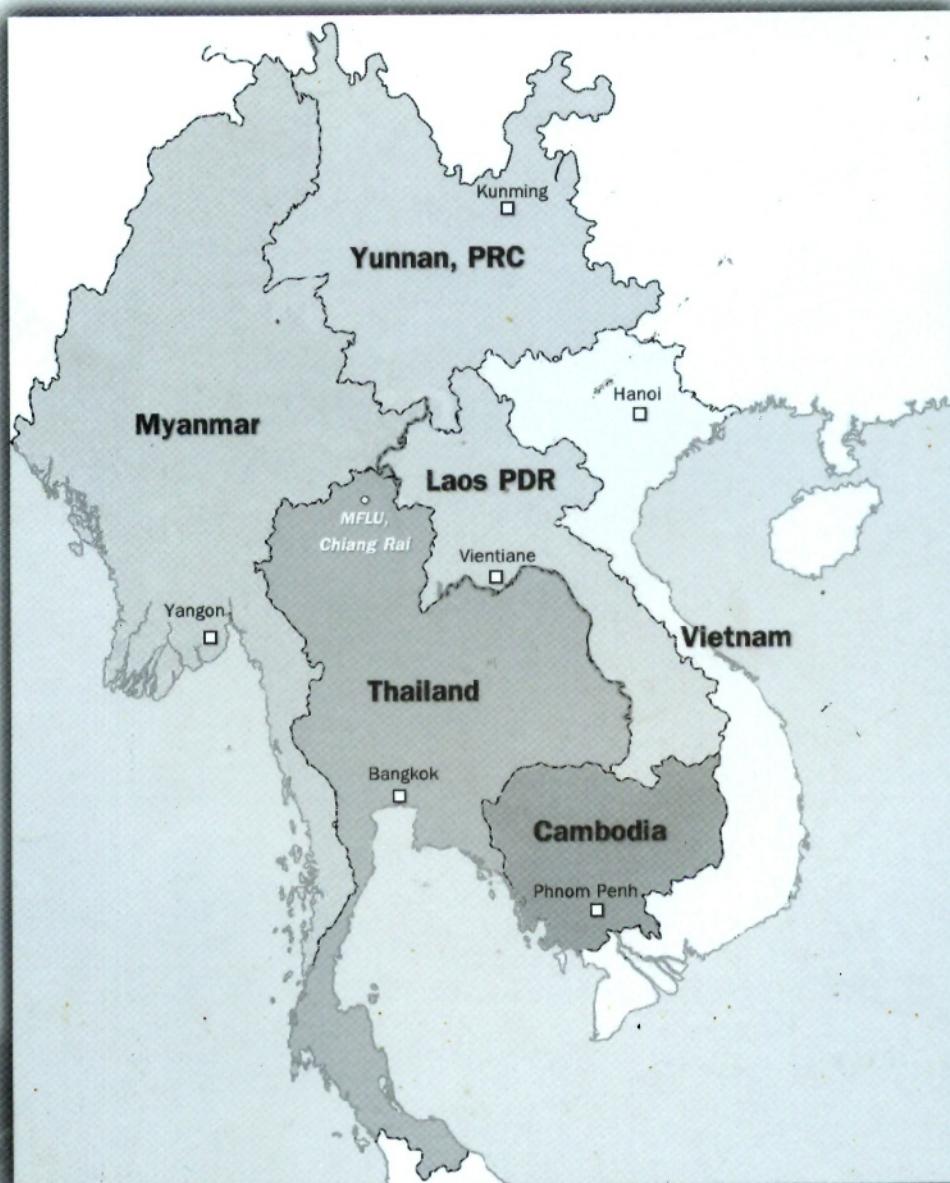 Kunming
Yunnan, PRC
Hanoi
Myanmar
Laos PDR
MFLU,
Chiang Rai
Vientiane
Yangon
Vietnam
Thailand
Bangkok
Cambodia
Phnom Penh